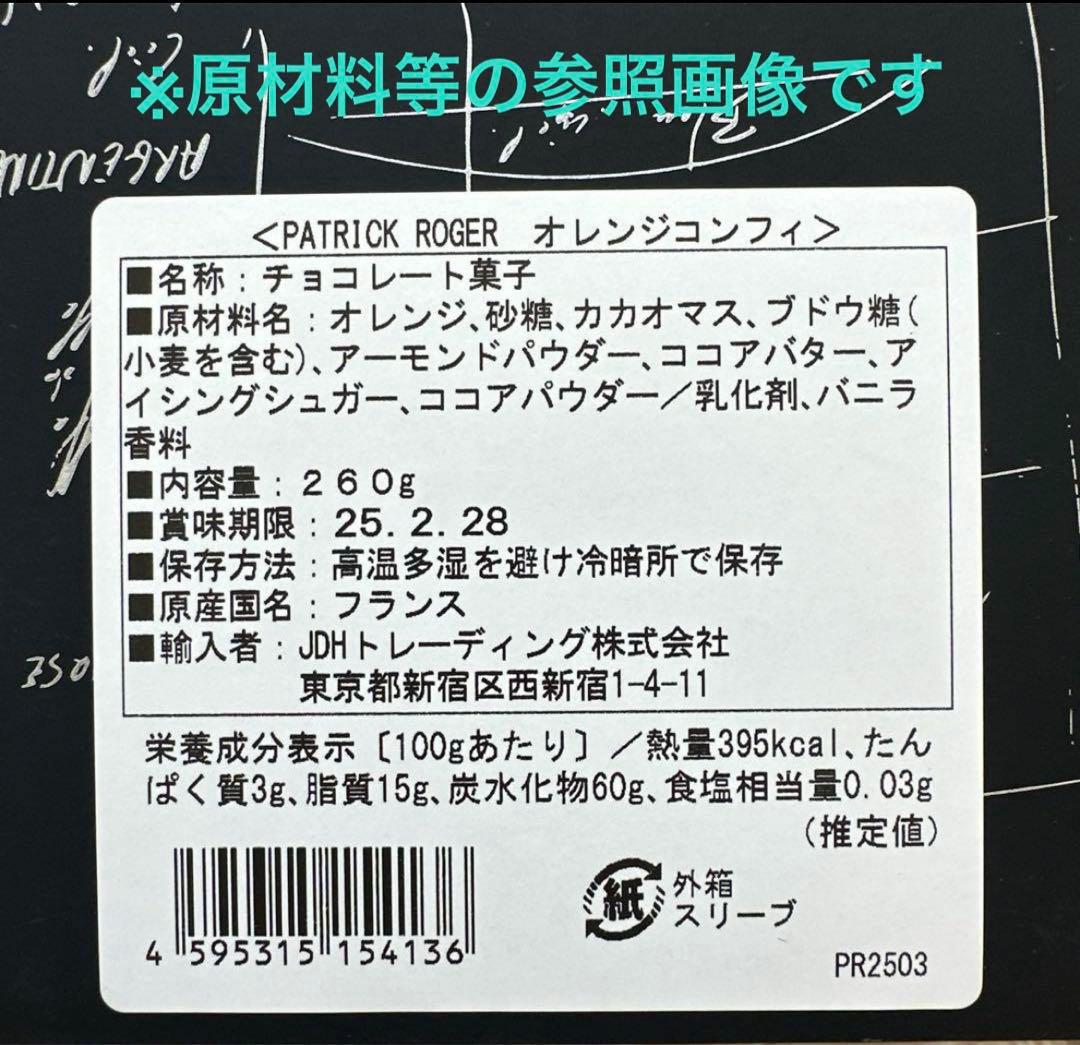 ※原材料等の参照画像です
ARGENTINE
<PATRICK ROGER　オレンジコンフィ>
■名称：チョコレート菓子
■原材料名：オレンジ、砂糖、カカオマス、ブドウ糖(
小麦を含む)、アーモンドパウダー、ココアバター、ア
イシングシュガー、ココアパウダー／乳化剤、バニラ
香料
■内容量：２６０g
■賞味期限：25.2.28
■保存方法：高温多湿を避け冷暗所で保存
■原産国名：フランス
■輸入者：JDHトレーディング株式会社
東京都新宿区西新宿1-4-11
栄養成分表示〔100gあたり〕／熱量395kcal、たん
ぱく質3g、脂質15g、炭水化物60g、食塩相当量0.03g
(推定値)
紙 外箱
スリーブ
4 595315 154136
PR2503